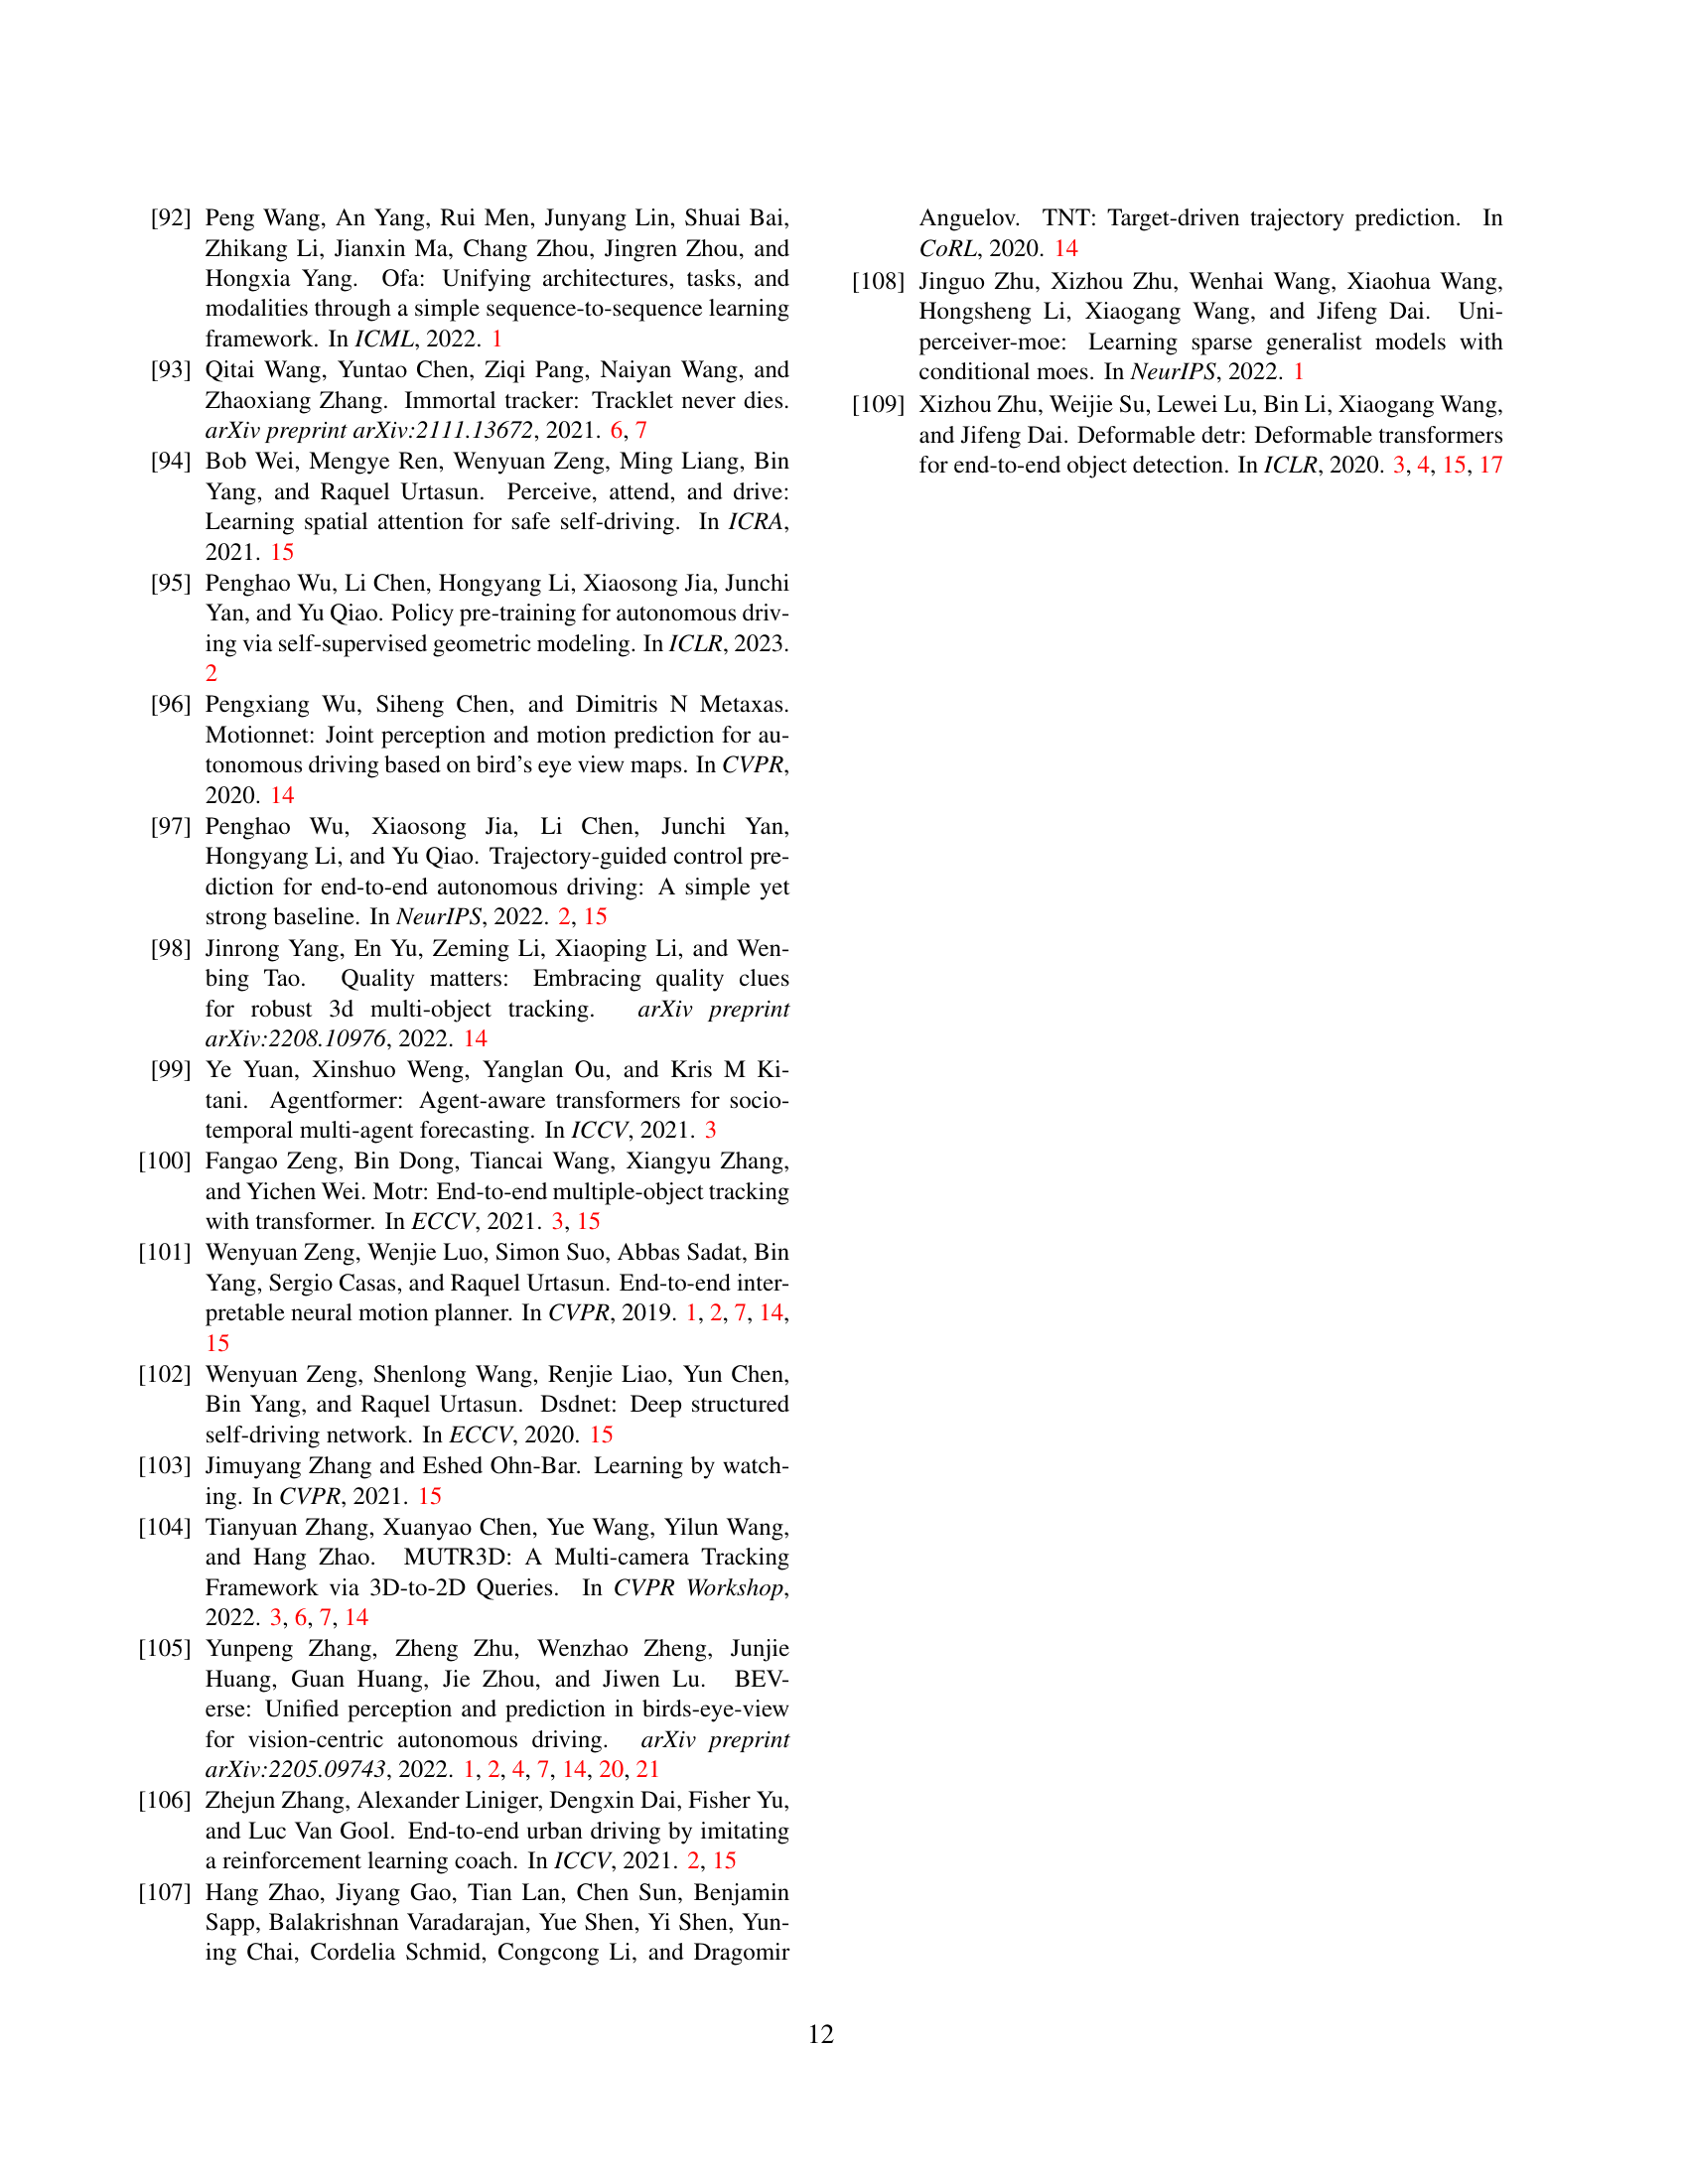 [92] Peng Wang, An Yang, Rui Men, Junyang Lin, Shuai Bai,
Zhikang Li, Jianxin Ma, Chang Zhou, Jingren Zhou, and
Hongxia Yang. Ofa: Unifying architectures, tasks, and
modalities through a simple sequence-to-sequence learning
framework. In ICML, 2022. 1
[93] Qitai Wang, Yuntao Chen, Ziqi Pang, Naiyan Wang, and
Zhaoxiang Zhang. Immortal tracker: Tracklet never dies.
arXiv preprint arXiv:2111.13672, 2021. 6, 7
[94] Bob Wei, Mengye Ren, Wenyuan Zeng, Ming Liang, Bin
Yang, and Raquel Urtasun. Perceive, attend, and drive:
Learning spatial attention for safe self-driving. In ICRA,
2021. 15
[95] Penghao Wu, Li Chen, Hongyang Li, Xiaosong Jia, Junchi
Yan, and Yu Qiao. Policy pre-training for autonomous driv-
ing via self-supervised geometric modeling. In ICLR, 2023.
2
[96] Pengxiang Wu, Siheng Chen, and Dimitris N Metaxas.
Motionnet: Joint perception and motion prediction for au-
tonomous driving based on bird's eye view maps. In CVPR,
2020. 14
[97] Penghao Wu, Xiaosong Jia, Li Chen, Junchi Yan,
Hongyang Li, and Yu Qiao. Trajectory-guided control pre-
diction for end-to-end autonomous driving: A simple yet
strong baseline. In NeurIPS, 2022. 2, 15
[98] Jinrong Yang, En Yu, Zeming Li, Xiaoping Li, and Wen-
bing Tao. Quality matters: Embracing quality clues
for robust 3d multi-object tracking. arXiv preprint
arXiv:2208.10976, 2022. 14
[99] Ye Yuan, Xinshuo Weng, Yanglan Ou, and Kris M Ki-
tani. Agentformer: Agent-aware transformers for socio-
temporal multi-agent forecasting. In ICCV, 2021. 3
[100] Fangao Zeng, Bin Dong, Tiancai Wang, Xiangyu Zhang,
and Yichen Wei. Motr: End-to-end multiple-object tracking
with transformer. In ECCV, 2021. 3, 15
[101] Wenyuan Zeng, Wenjie Luo, Simon Suo, Abbas Sadat, Bin
Yang, Sergio Casas, and Raquel Urtasun. End-to-end inter-
pretable neural motion planner. In CVPR, 2019. 1, 2, 7, 14,
15
[102] Wenyuan Zeng, Shenlong Wang, Renjie Liao, Yun Chen,
Bin Yang, and Raquel Urtasun. Dsdnet: Deep structured
self-driving network. In ECCV, 2020. 15
[103] Jimuyang Zhang and Eshed Ohn-Bar. Learning by watch-
ing. In CVPR, 2021. 15
[104] Tianyuan Zhang, Xuanyao Chen, Yue Wang, Yilun Wang,
and Hang Zhao. MUTR3D: A Multi-camera Tracking
Framework via 3D-to-2D Queries. In CVPR Workshop,
2022. 3, 6, 7, 14
[105] Yunpeng Zhang, Zheng Zhu, Wenzhao Zheng, Junjie
Huang, Guan Huang, Jie Zhou, and Jiwen Lu. BEV-
erse: Unified perception and prediction in birds-eye-view
for vision-centric autonomous driving. arXiv preprint
arXiv:2205.09743, 2022. 1, 2, 4, 7, 14, 20, 21
[106] Zhejun Zhang, Alexander Liniger, Dengxin Dai, Fisher Yu,
and Luc Van Gool. End-to-end urban driving by imitating
a reinforcement learning coach. In ICCV, 2021. 2, 15
[107] Hang Zhao, Jiyang Gao, Tian Lan, Chen Sun, Benjamin
Sapp, Balakrishnan Varadarajan, Yue Shen, Yi Shen, Yun-
ing Chai, Cordelia Schmid, Congcong Li, and Dragomir
Anguelov. TNT: Target-driven trajectory prediction. In
CoRL, 2020. 14
[108] Jinguo Zhu, Xizhou Zhu, Wenhai Wang, Xiaohua Wang,
Hongsheng Li, Xiaogang Wang, and Jifeng Dai. Uni-
perceiver-moe: Learning sparse generalist models with
conditional moes. In NeurIPS, 2022. 1
[109] Xizhou Zhu, Weijie Su, Lewei Lu, Bin Li, Xiaogang Wang,
and Jifeng Dai. Deformable detr: Deformable transformers
for end-to-end object detection. In ICLR, 2020. 3, 4, 15, 17
12